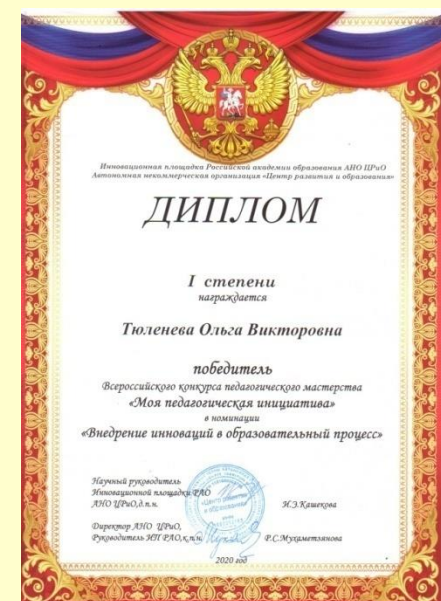 Инновационная площадка Российской академии образования АНО ЦРиО
Автономная некоммерческая организация «Центр развития и образования»
ДИПЛОМ
I степени
награждается
Тюленева Ольга Викторовна
победитель
Всероссийского конкурса педагогического мастерства
«Моя педагогическая инициатива»
в номинации
«Внедрение инноваций в образовательный процесс»
Научный руководитель
Инновационной площадки РАО
АНО ЦРиО, д.п.н. И.Э.Кашекова
Директор АНО ЦРиО,
Руководитель ИП РАО, к.п.н. Р.С.Мухаметзянова
2020 год